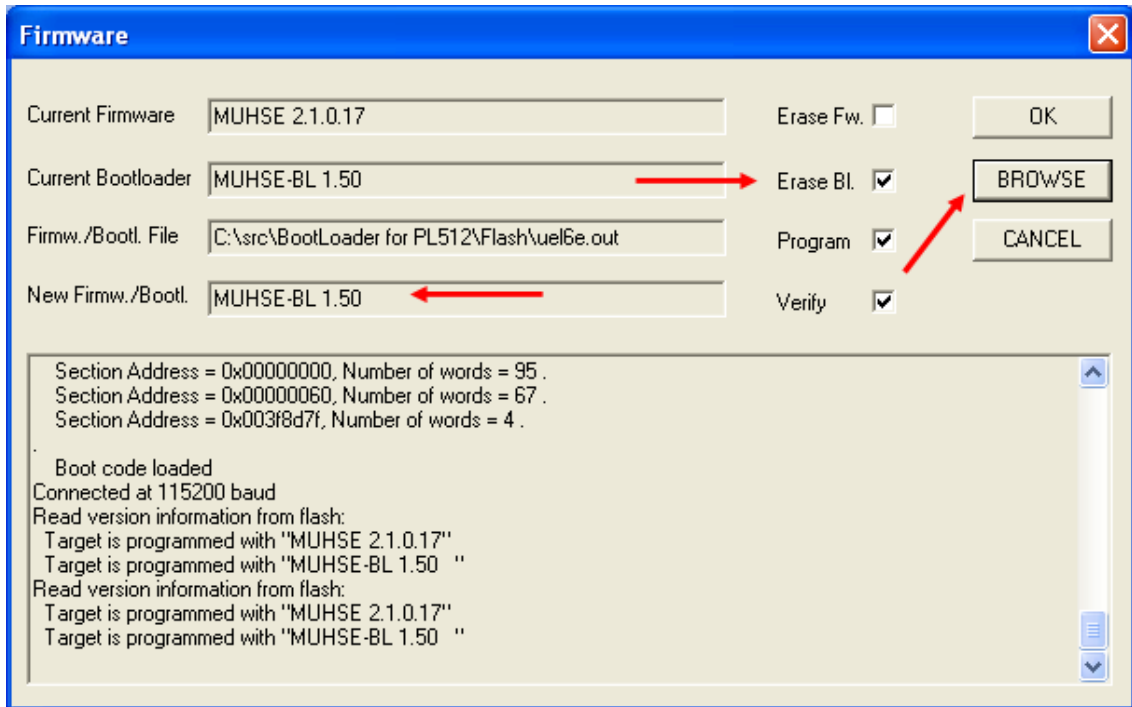 Firmware
Current Firmware MUHSE 2.1.0.17 Erase Fw. OK
Current Bootloader MUHSE-BL 1.50 Erase Bl. BROWSE
Firmw./Bootl. File C:\src\BootLoader for PL512\Flash\uel6e.out Program CANCEL
New Firmw./Bootl. MUHSE-BL 1.50 Verify
Section Address = 0x00000000, Number of words = 95 .
Section Address = 0x00000060, Number of words = 67 .
Section Address = 0x003f8d7f, Number of words = 4 .
.
Boot code loaded
Connected at 115200 baud
Read version information from flash:
Target is programmed with "MUHSE 2.1.0.17"
Target is programmed with "MUHSE-BL 1.50   "
Read version information from flash:
Target is programmed with "MUHSE 2.1.0.17"
Target is programmed with "MUHSE-BL 1.50   "